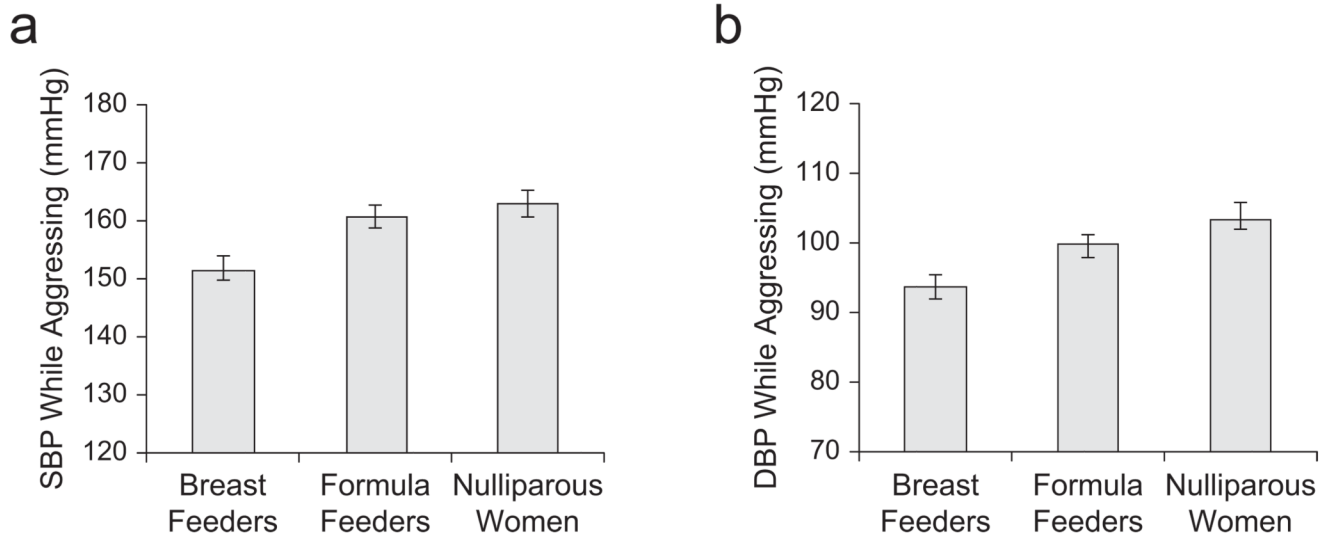 a
SBP While Aggressing (mmHg)
180
170
160
150
140
130
120
Breast
Feeders
Formula
Feeders
Nulliparous
Women
b
DBP While Aggressing (mmHg)
120
110
100
90
80
70
Breast
Feeders
Formula
Feeders
Nulliparous
Women